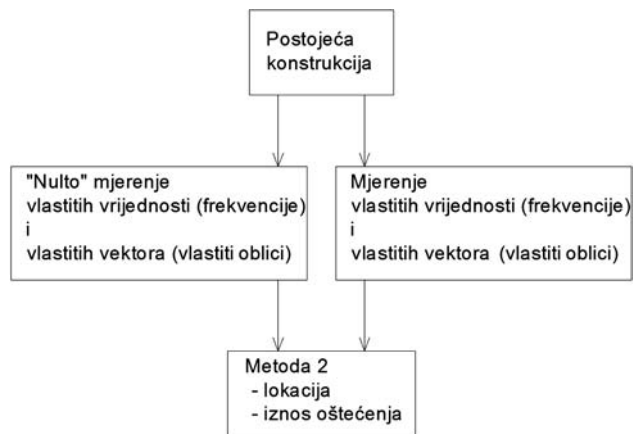 Postojeća
konstrukcija
"Nulto" mjerenje
vlastitih vrijednosti (frekvencije)
i
vlastitih vektora (vlastiti oblici)
Mjerenje
vlastitih vrijednosti (frekvencije)
i
vlastitih vektora (vlastiti oblici)
Metoda 2
- lokacija
- iznos oštećenja